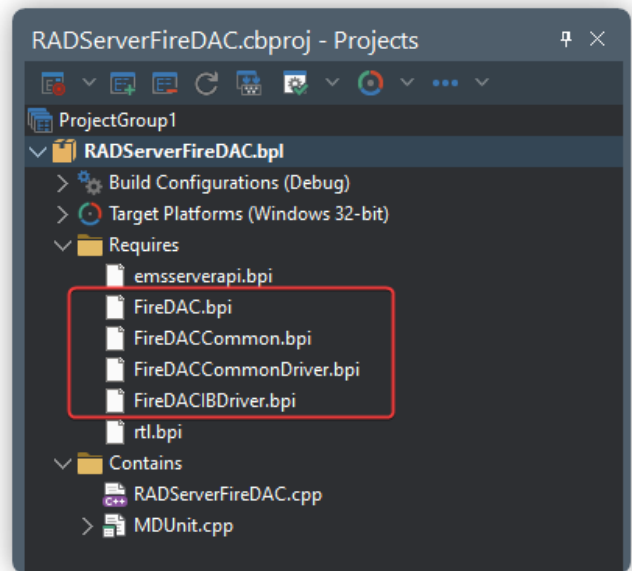 RADServerFireDAC.cbproj - Projects
ProjectGroup1
RADServerFireDAC.bpl
Build Configurations (Debug)
Target Platforms (Windows 32-bit)
Requires
emsserverapi.bpi
FireDAC.bpi
FireDACCommon.bpi
FireDACCommonDriver.bpi
FireDACIBDriver.bpi
rtl.bpi
Contains
RADServerFireDAC.cpp
MDUnit.cpp